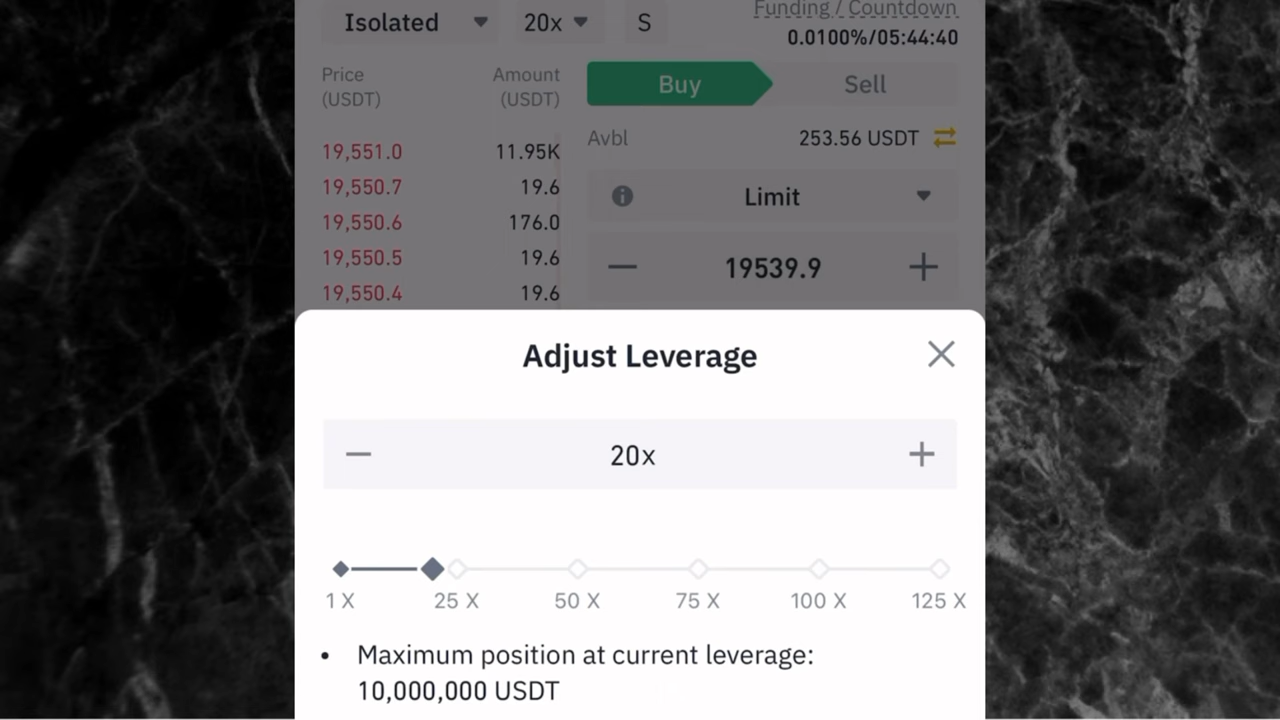 Isolated 20x S Funding / Countdown
0.0100%/05:44:40
Price Amount
(USDT) (USDT)
Buy Sell
Avbl 253.56 USDT
19,551.0 11.95K
19,550.7 19.6
Limit
19,550.6 176.0
19,550.5 19.6
19539.9
19,550.4 19.6
Adjust Leverage
20x
1 X 25 X 50 X 75 X 100 X 125 X
• Maximum position at current leverage:
10,000,000 USDT